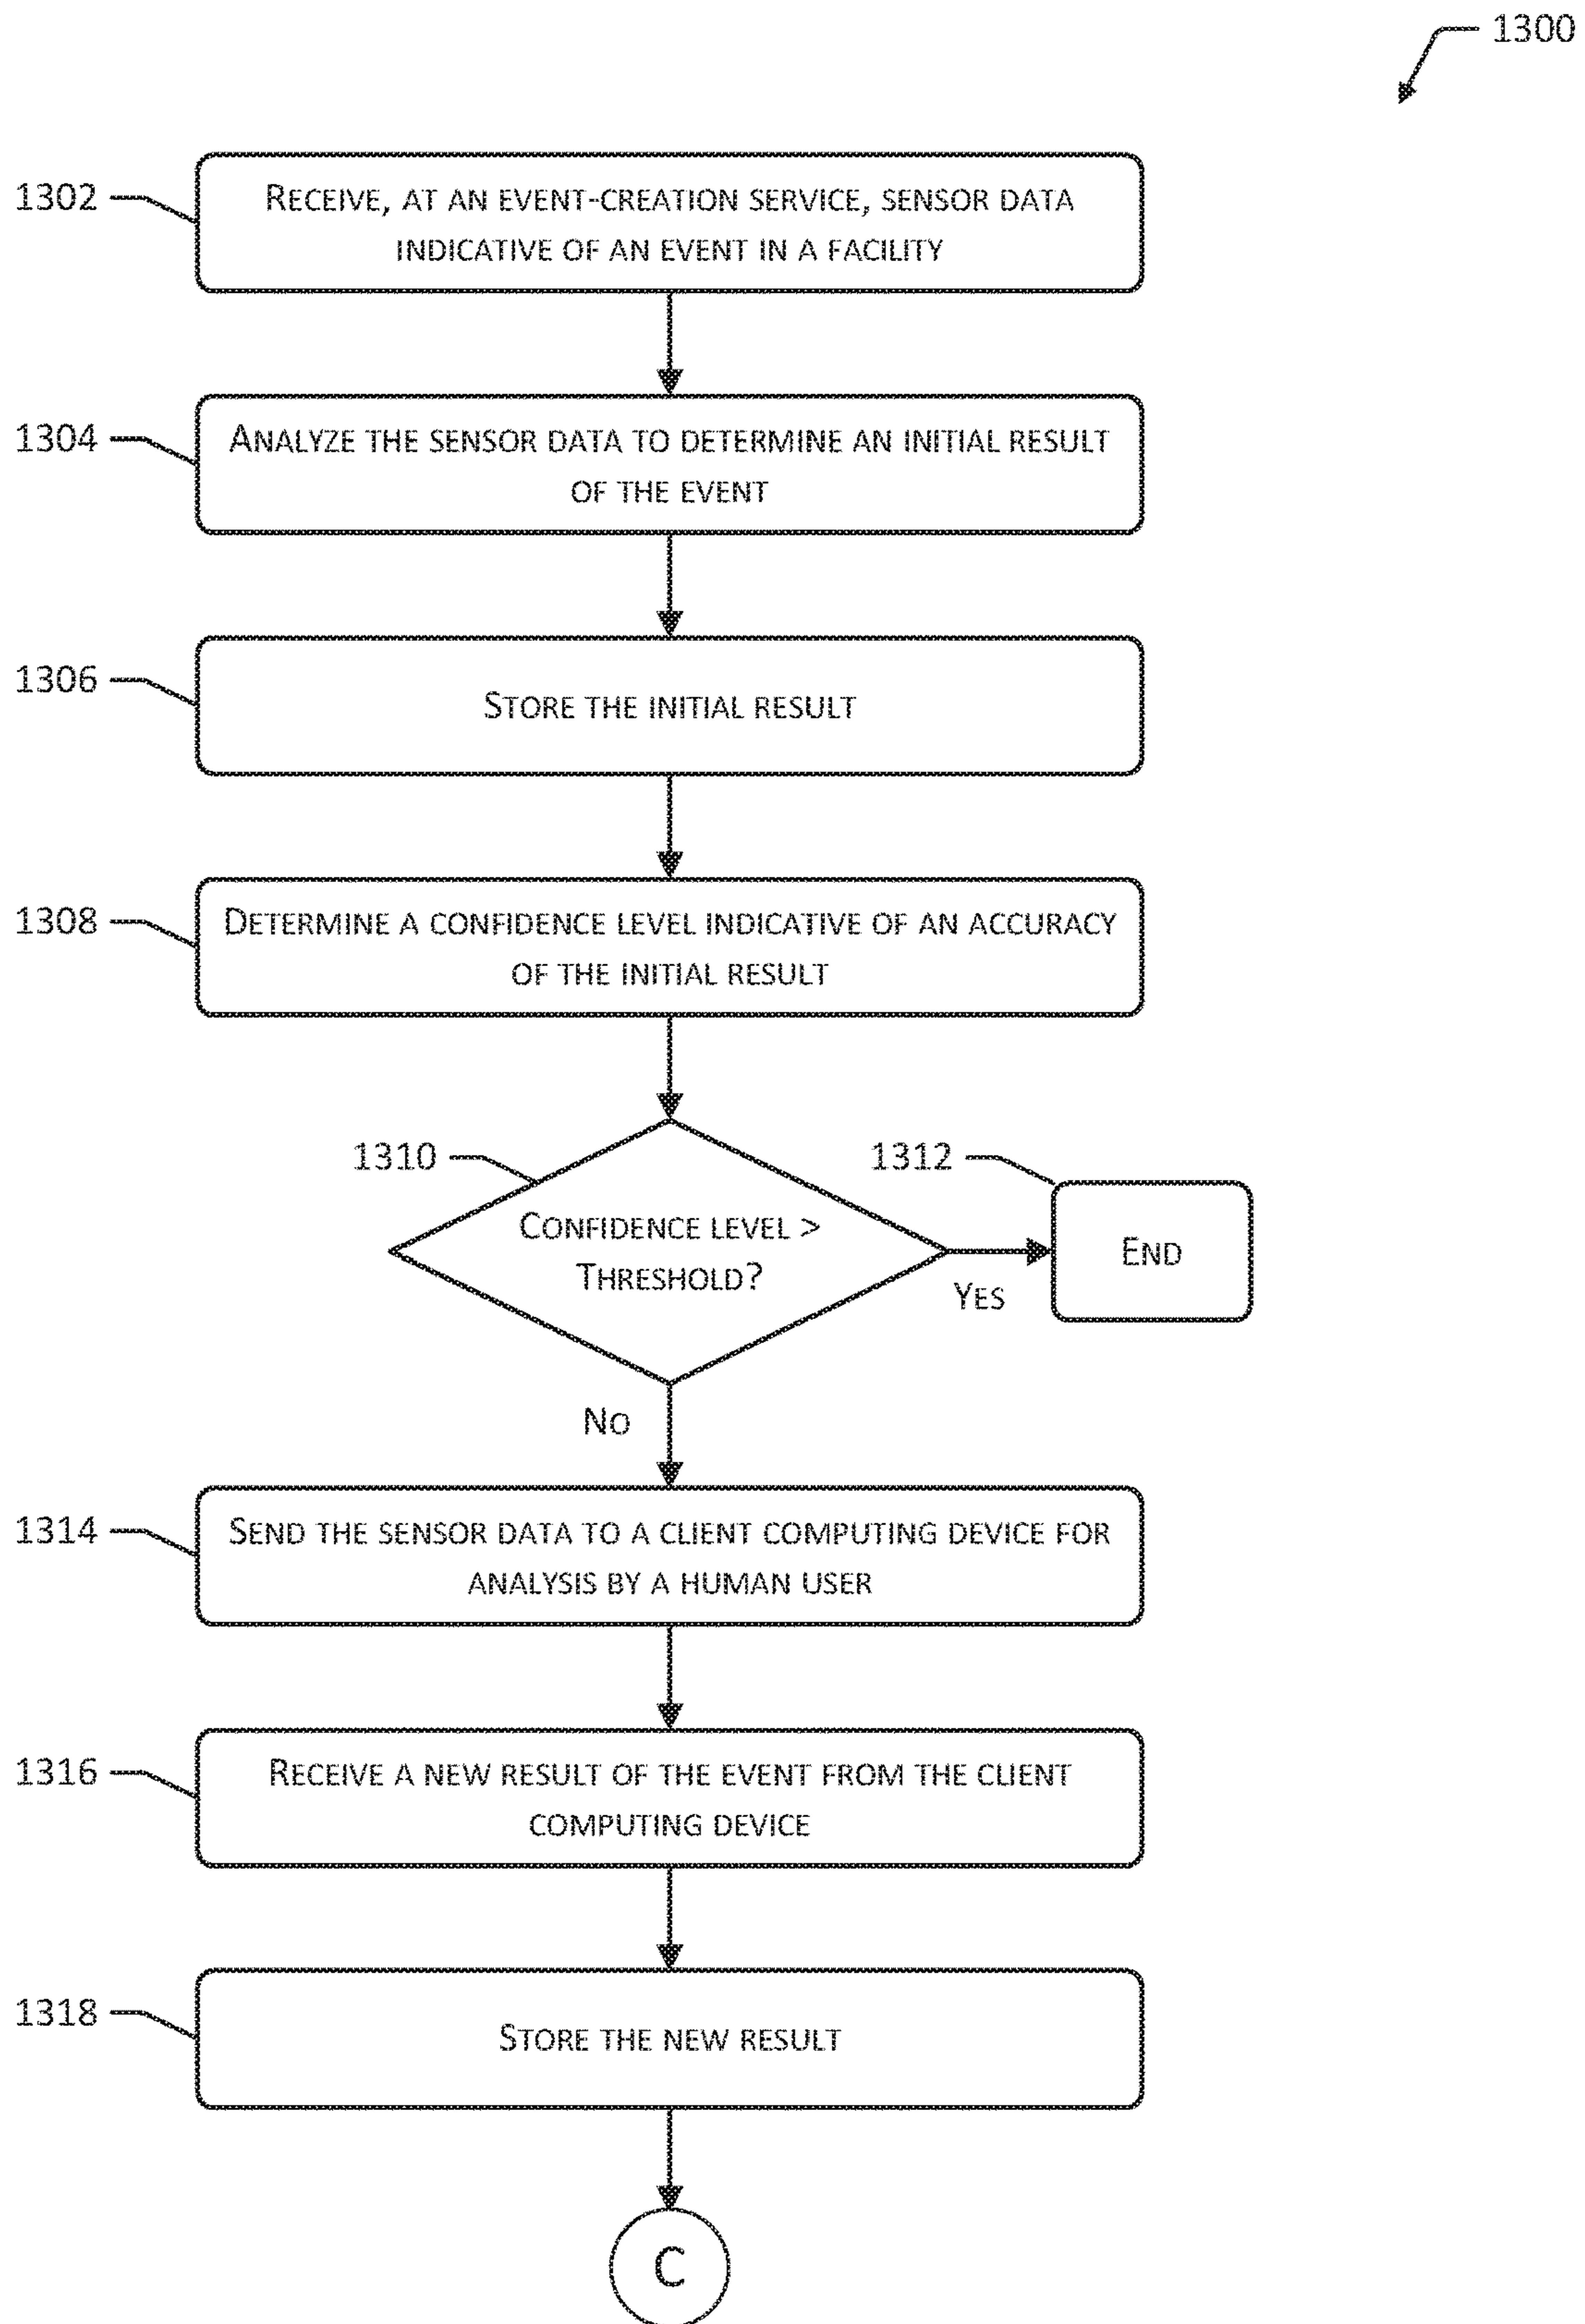 1300
1302
RECEIVE, AT AN EVENT-CREATION SERVICE, SENSOR DATA
INDICATIVE OF AN EVENT IN A FACILITY
1304
ANALYZE THE SENSOR DATA TO DETERMINE AN INITIAL RESULT
OF THE EVENT
1306
STORE THE INITIAL RESULT
1308
DETERMINE A CONFIDENCE LEVEL INDICATIVE OF AN ACCURACY
OF THE INITIAL RESULT
1310
CONFIDENCE LEVEL >
THRESHOLD?
1312
END
YES
NO
1314
SEND THE SENSOR DATA TO A CLIENT COMPUTING DEVICE FOR
ANALYSIS BY A HUMAN USER
1316
RECEIVE A NEW RESULT OF THE EVENT FROM THE CLIENT
COMPUTING DEVICE
1318
STORE THE NEW RESULT
C